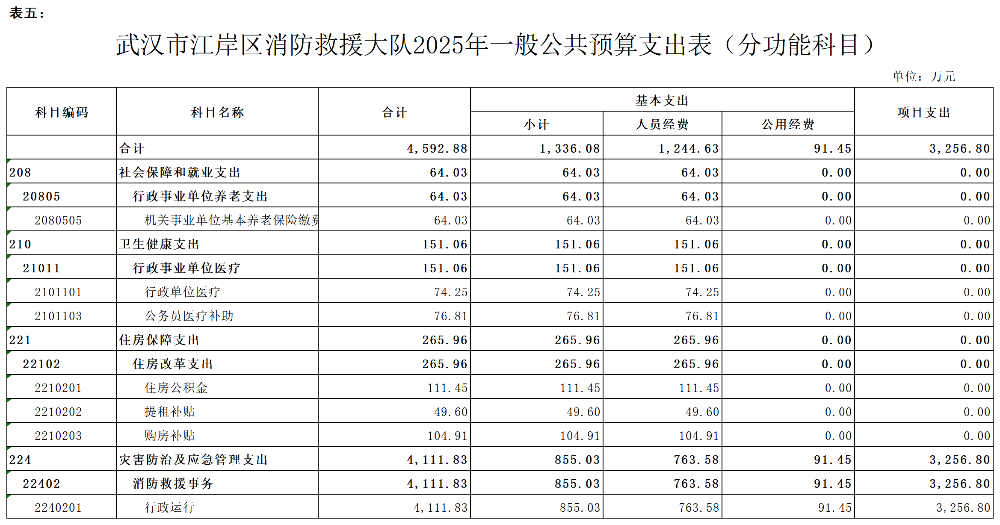 表五：
武汉市江岸区消防救援大队2025年一般公共预算支出表（分功能科目）
单位：万元
科目编码 科目名称 合计 基本支出 项目支出
小计 人员经费 公用经费
合计 4,592.88 1,336.08 1,244.63 91.45 3,256.80
208 社会保障和就业支出 64.03 64.03 64.03 0.00 0.00
20805 行政事业单位养老支出 64.03 64.03 64.03 0.00 0.00
2080505 机关事业单位基本养老保险缴费 64.03 64.03 64.03 0.00 0.00
210 卫生健康支出 151.06 151.06 151.06 0.00 0.00
21011 行政事业单位医疗 151.06 151.06 151.06 0.00 0.00
2101101 行政单位医疗 74.25 74.25 74.25 0.00 0.00
2101103 公务员医疗补助 76.81 76.81 76.81 0.00 0.00
221 住房保障支出 265.96 265.96 265.96 0.00 0.00
22102 住房改革支出 265.96 265.96 265.96 0.00 0.00
2210201 住房公积金 111.45 111.45 111.45 0.00 0.00
2210202 提租补贴 49.60 49.60 49.60 0.00 0.00
2210203 购房补贴 104.91 104.91 104.91 0.00 0.00
224 灾害防治及应急管理支出 4,111.83 855.03 763.58 91.45 3,256.80
22402 消防救援事务 4,111.83 855.03 763.58 91.45 3,256.80
2240201 行政运行 4,111.83 855.03 763.58 91.45 3,256.80